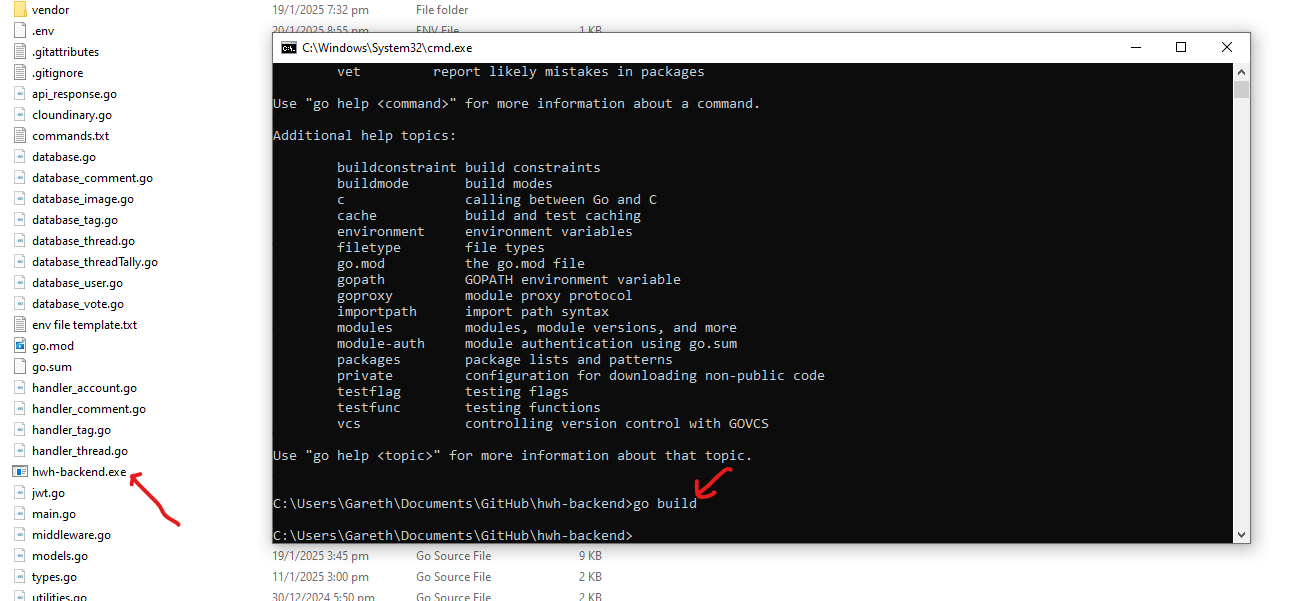 vendor 19/1/2025 7:32 pm File folder
.env 20/1/2025 8:55 pm ENV File 1 KB
.gitattributes
.gitignore
api_response.go
cloundinary.go
commands.txt
database.go
database_comment.go
database_image.go
database_tag.go
database_thread.go
database_threadTally.go
database_user.go
database_vote.go
env file template.txt
go.mod
go.sum
handler_account.go
handler_comment.go
handler_tag.go
handler_thread.go
hwh-backend.exe
jwt.go
main.go
middleware.go
models.go 19/1/2025 3:45 pm Go Source File 9 KB
types.go 11/1/2025 3:00 pm Go Source File 2 KB
utilities.go 30/12/2024 5:50 pm Go Source File 2 KB
C:\Windows\System32\cmd.exe
vet report likely mistakes in packages
Use "go help <command>" for more information about a command.
Additional help topics:
buildconstraint build constraints
buildmode build modes
c calling between Go and C
cache build and test caching
environment environment variables
filetype file types
go.mod the go.mod file
gopath GOPATH environment variable
goproxy module proxy protocol
importpath import path syntax
modules modules, module versions, and more
module-auth module authentication using go.sum
packages package lists and patterns
private configuration for downloading non-public code
testflag testing flags
testfunc testing functions
vcs controlling version control with GOVCS
Use "go help <topic>" for more information about that topic.
C:\Users\Gareth\Documents\GitHub\hwh-backend>go build
C:\Users\Gareth\Documents\GitHub\hwh-backend>